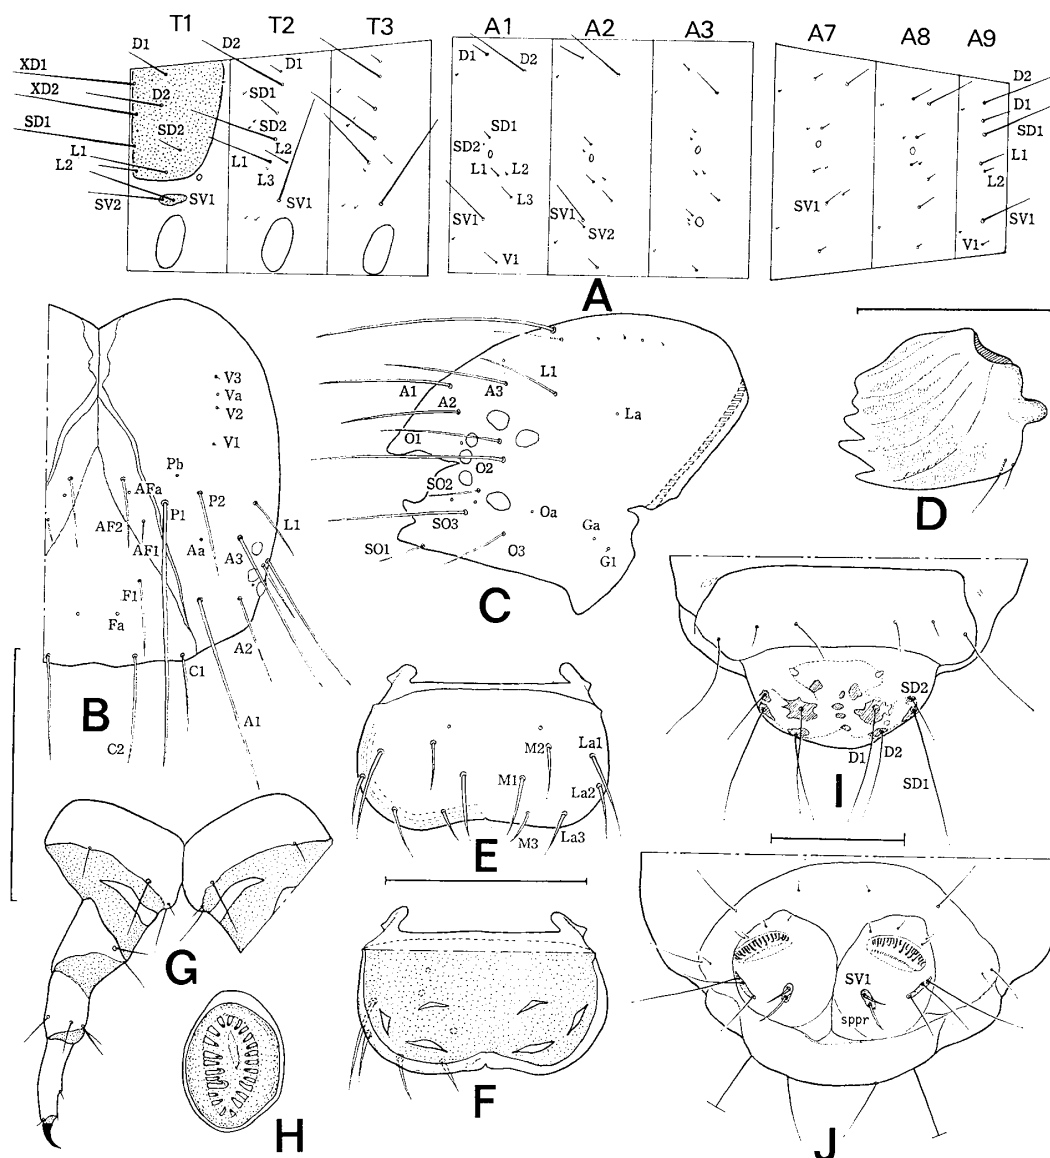 T1 T2 T3 A1 A2 A3 A7 A8 A9
D1 D2 D1 D1 D2 D2
XD1 D1
XD2 D2 SD1 SD1 SD1
SD1 SD2 SD2 SD2
L1 L2 L1 L2 L1
L2 L1 L3 L3 L2
SV2 SV1 SV1 SV1 SV1 SV2 SV1 SV1
V1 V1
A
V3
Va
V2
V1
Pb
AFa P1 P2
AF2 AF1 Aa A3 L1
F1
Fa A2
C1
C2 A1
B
L1
A1 A2 A3
La
O1
O2
SO2
SO3 Oa
Ga
SO1 O3 G1
C
D
M2 La1
M1 La2
M3 La3
E
F
G
H
SD2
D1 D2
SD1
I
SV1
sppr
J